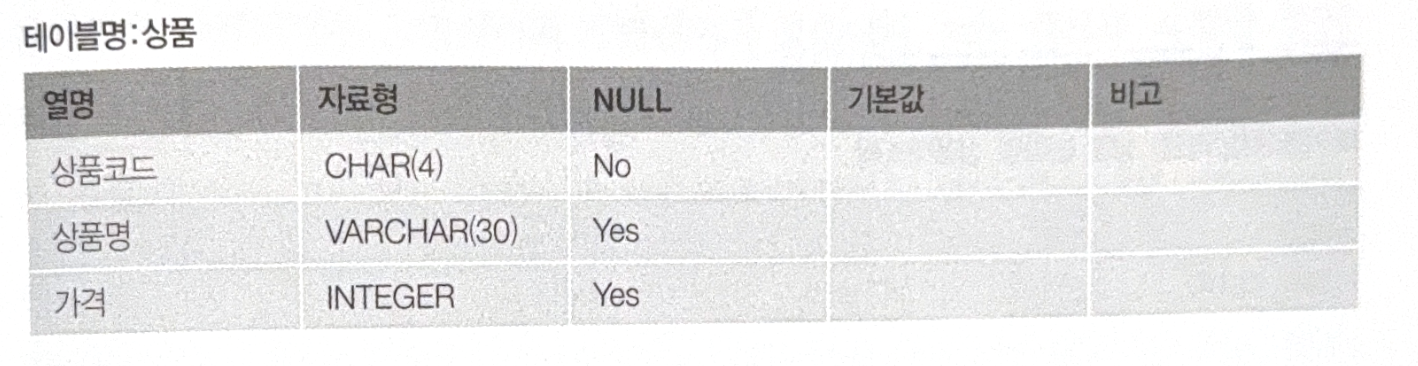 테이블명:상품
열명 자료형 NULL 기본값 비고
상품코드 CHAR(4) No
상품명 VARCHAR(30) Yes
가격 INTEGER Yes